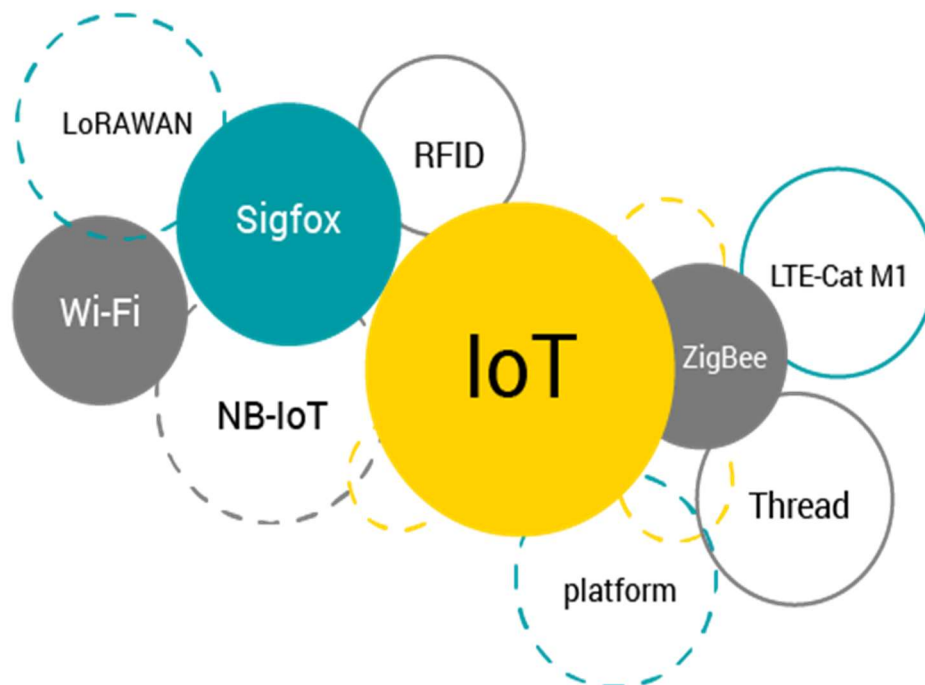 LoRAWAN
RFID
Sigfox
LTE-Cat M1
Wi-Fi
IoT
ZigBee
NB-IoT
Thread
platform